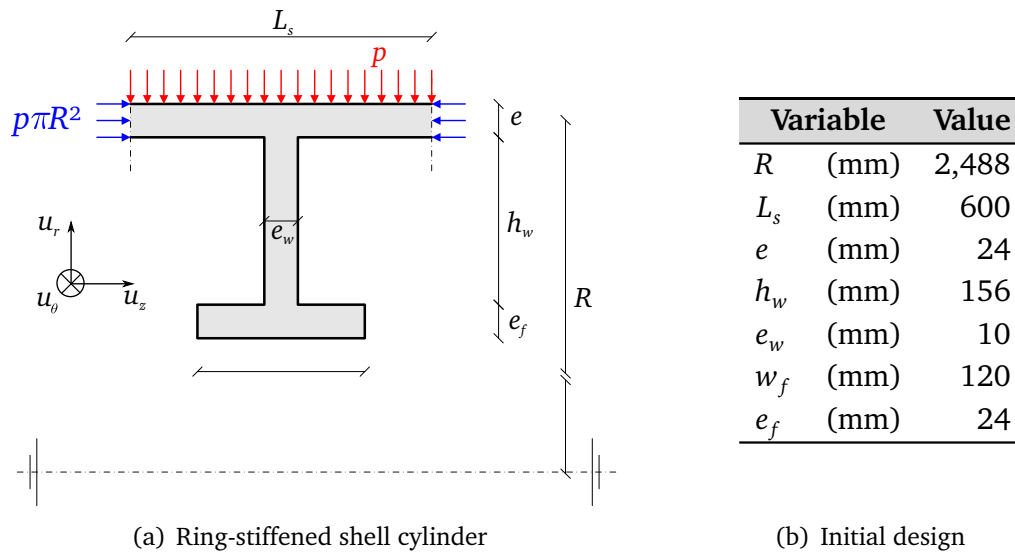 L_s
p
pπR²
e
u_r
e_w
h_w
R
u_θ
u_z
e_f
(a) Ring-stiffened shell cylinder
Variable Value
R (mm) 2,488
L_s (mm) 600
e (mm) 24
h_w (mm) 156
e_w (mm) 10
w_f (mm) 120
e_f (mm) 24
(b) Initial design